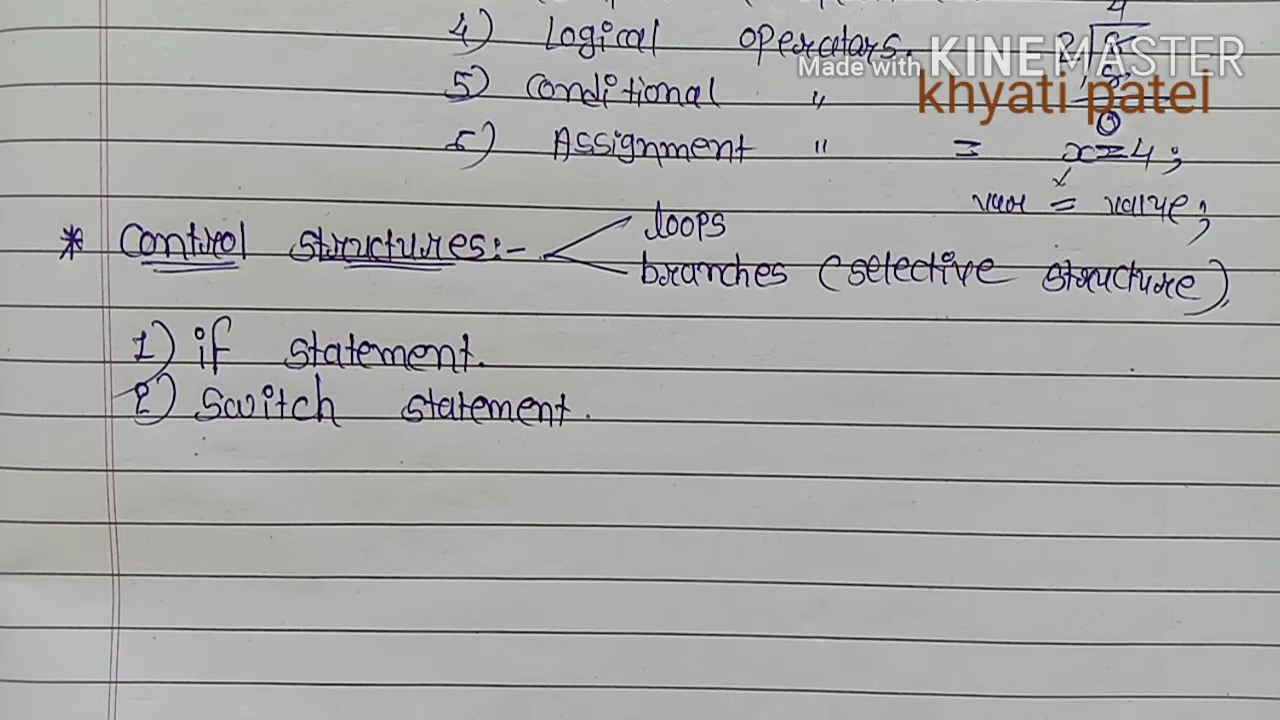 4) Logical operators.
Made with KINEMASTER
khyati patel
5) Conditional "
6) Assignment " = x=4;
var = value;
* Control structures:- loops
branches (selective structure),
1) if statement.
2) Switch statement.